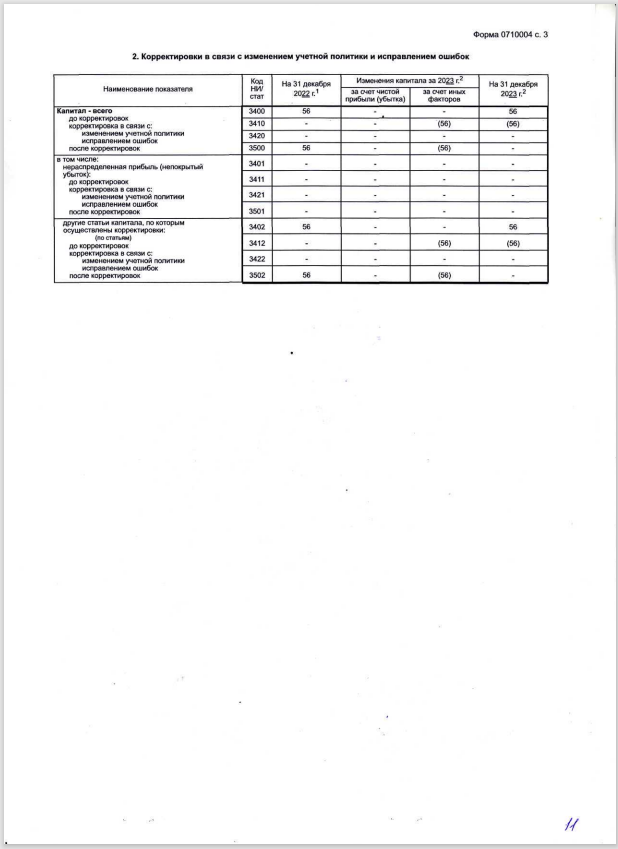 Форма 0710004 с. 3
2. Корректировки в связи с изменением учетной политики и исправлением ошибок
Наименование показателя | Код НИ/ стат | На 31 декабря 2022 г.1 | Изменения капитала за 2023 г.2 | На 31 декабря 2023 г.2
за счет чистой прибыли (убытка) | за счет иных факторов
Капитал - всего | 3400 | 56 | - | - | 56
до корректировок
корректировка в связи с: | 3410 | - | - | (56) | (56)
изменением учетной политики | 3420 | - | - | - | -
исправлением ошибок
после корректировок | 3500 | 56 | - | (56) | -
в том числе:
нераспределенная прибыль (непокрытый убыток): | 3401 | - | - | - | -
до корректировок | 3411 | - | - | - | -
корректировка в связи с:
изменением учетной политики | 3421 | - | - | - | -
исправлением ошибок
после корректировок | 3501 | - | - | - | -
другие статьи капитала, по которым
осуществлены корректировки: | 3402 | 56 | - | - | 56
(по статьям)
до корректировок | 3412 | - | - | (56) | (56)
корректировка в связи с:
изменением учетной политики | 3422 | - | - | - | -
исправлением ошибок
после корректировок | 3502 | 56 | - | (56) | -
11